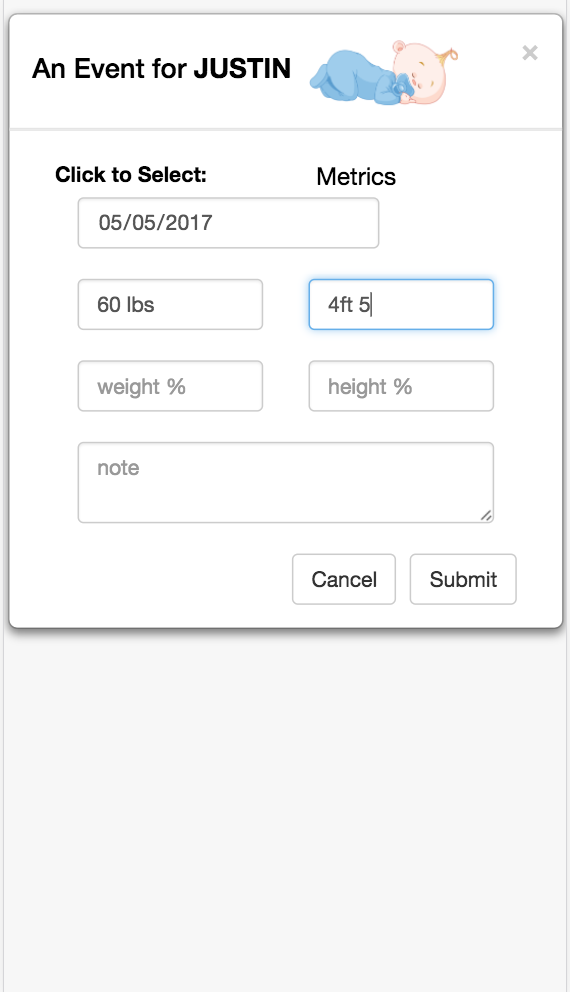 An Event for JUSTIN ×
Click to Select: Metrics
05/05/2017
60 lbs 4ft 5
weight % height %
note
Cancel Submit